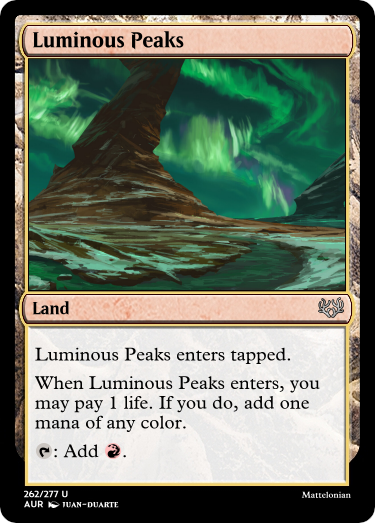 Luminous Peaks
Land
Luminous Peaks enters tapped.
When Luminous Peaks enters, you
may pay 1 life. If you do, add one
mana of any color.
: Add .
262/277 U
AUR JUAN-DUARTE
Mattelonian